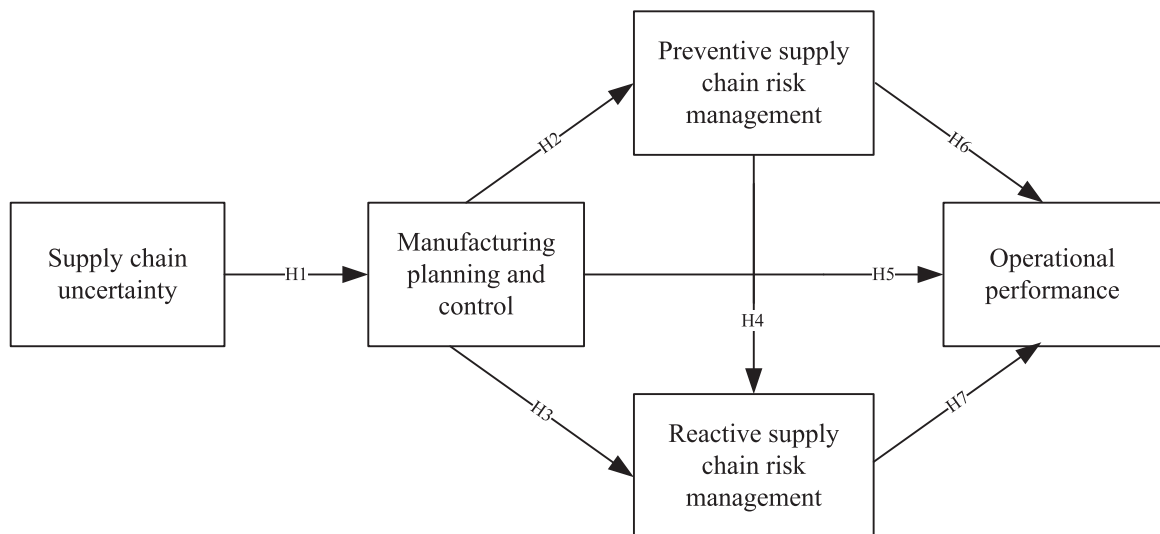 Preventive supply
chain risk
management
H2
H6
Supply chain
uncertainty
H1
Manufacturing
planning and
control
H5
Operational
performance
H4
H3
H7
Reactive supply
chain risk
management